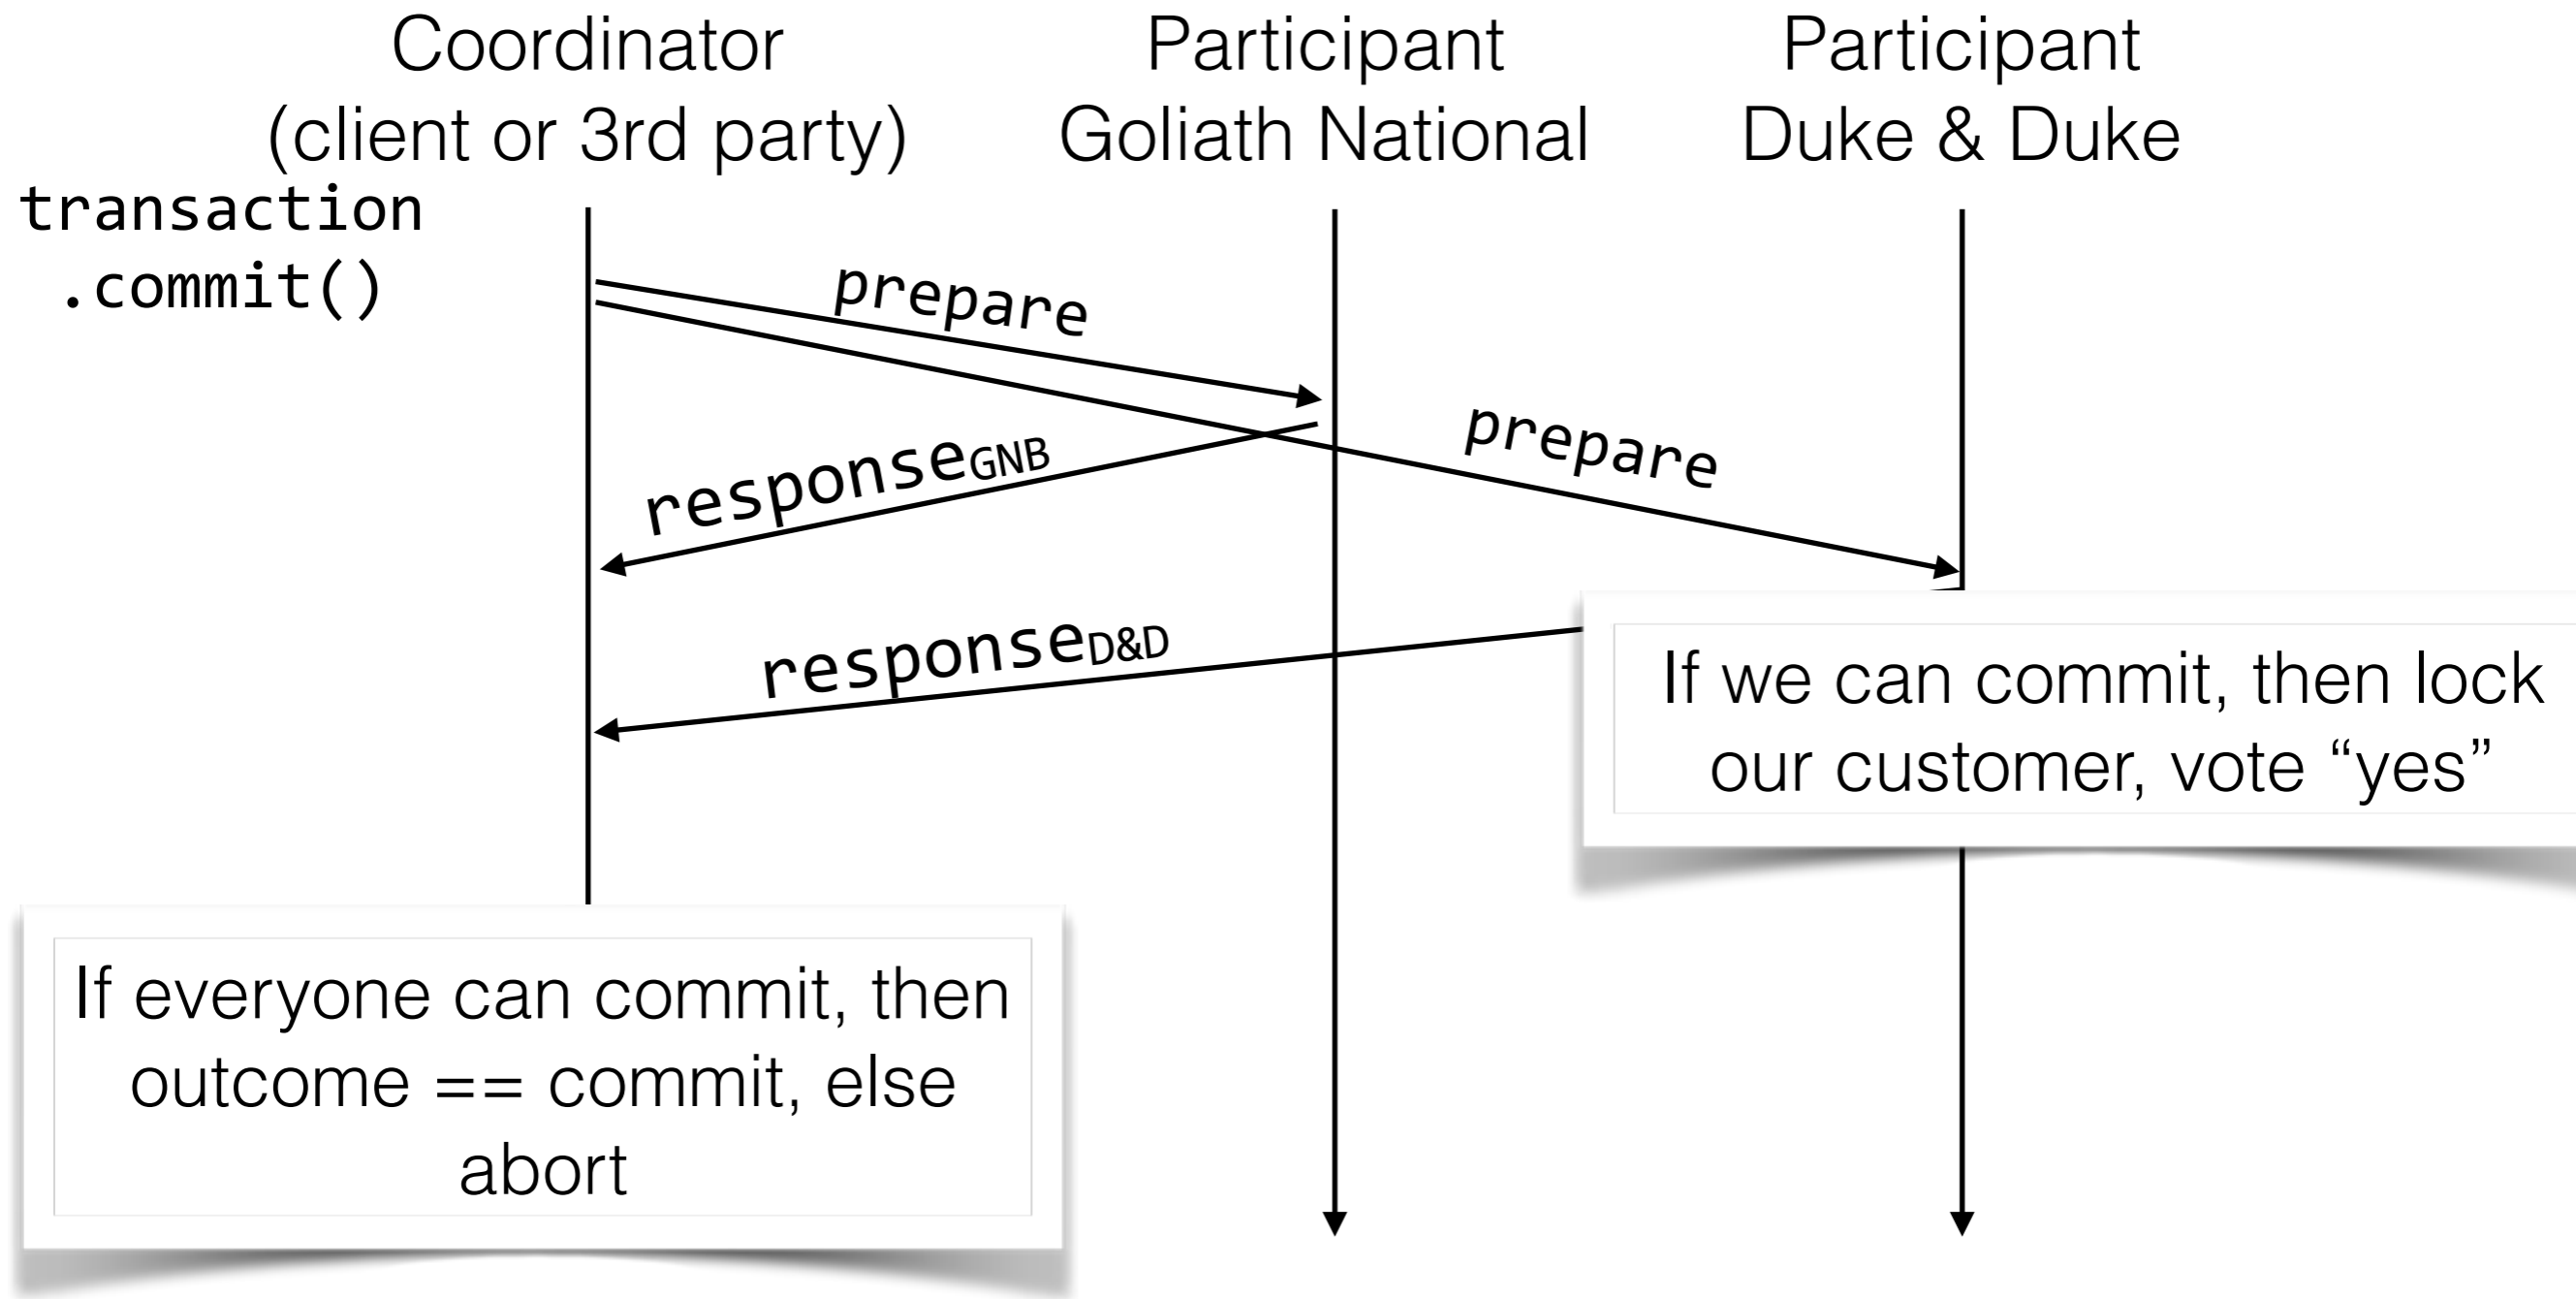 Coordinator
(client or 3rd party)
Participant
Goliath National
Participant
Duke & Duke
transaction
.commit()
prepare
prepare
responseGNB
responseD&D
If we can commit, then lock
our customer, vote “yes”
If everyone can commit, then
outcome == commit, else
abort